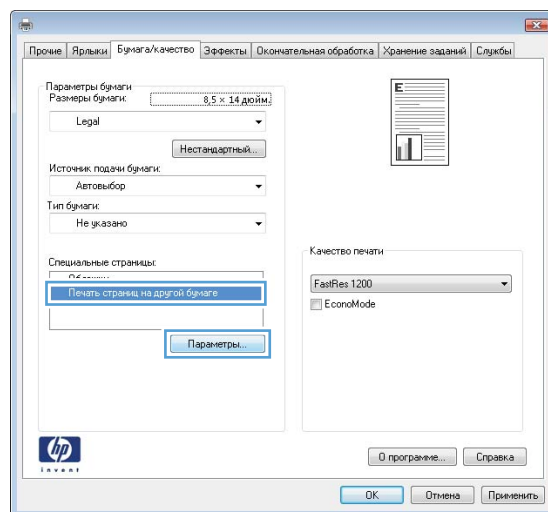 Прочие Ярлыки Бумага/качество Эффекты Окончательная обработка Хранение заданий Службы
Параметры бумаги
Размеры бумаги: 8,5 × 14 дюйм.
Legal
Нестандартный...
Источник подачи бумаги:
Автовыбор
Тип бумаги:
Не указано
Специальные страницы:
Обложки
Печать страниц на другой бумаге
Параметры...
E
Качество печати
FastRes 1200
EconoMode
hp
invent
О программе... Справка
OK Отмена Применить